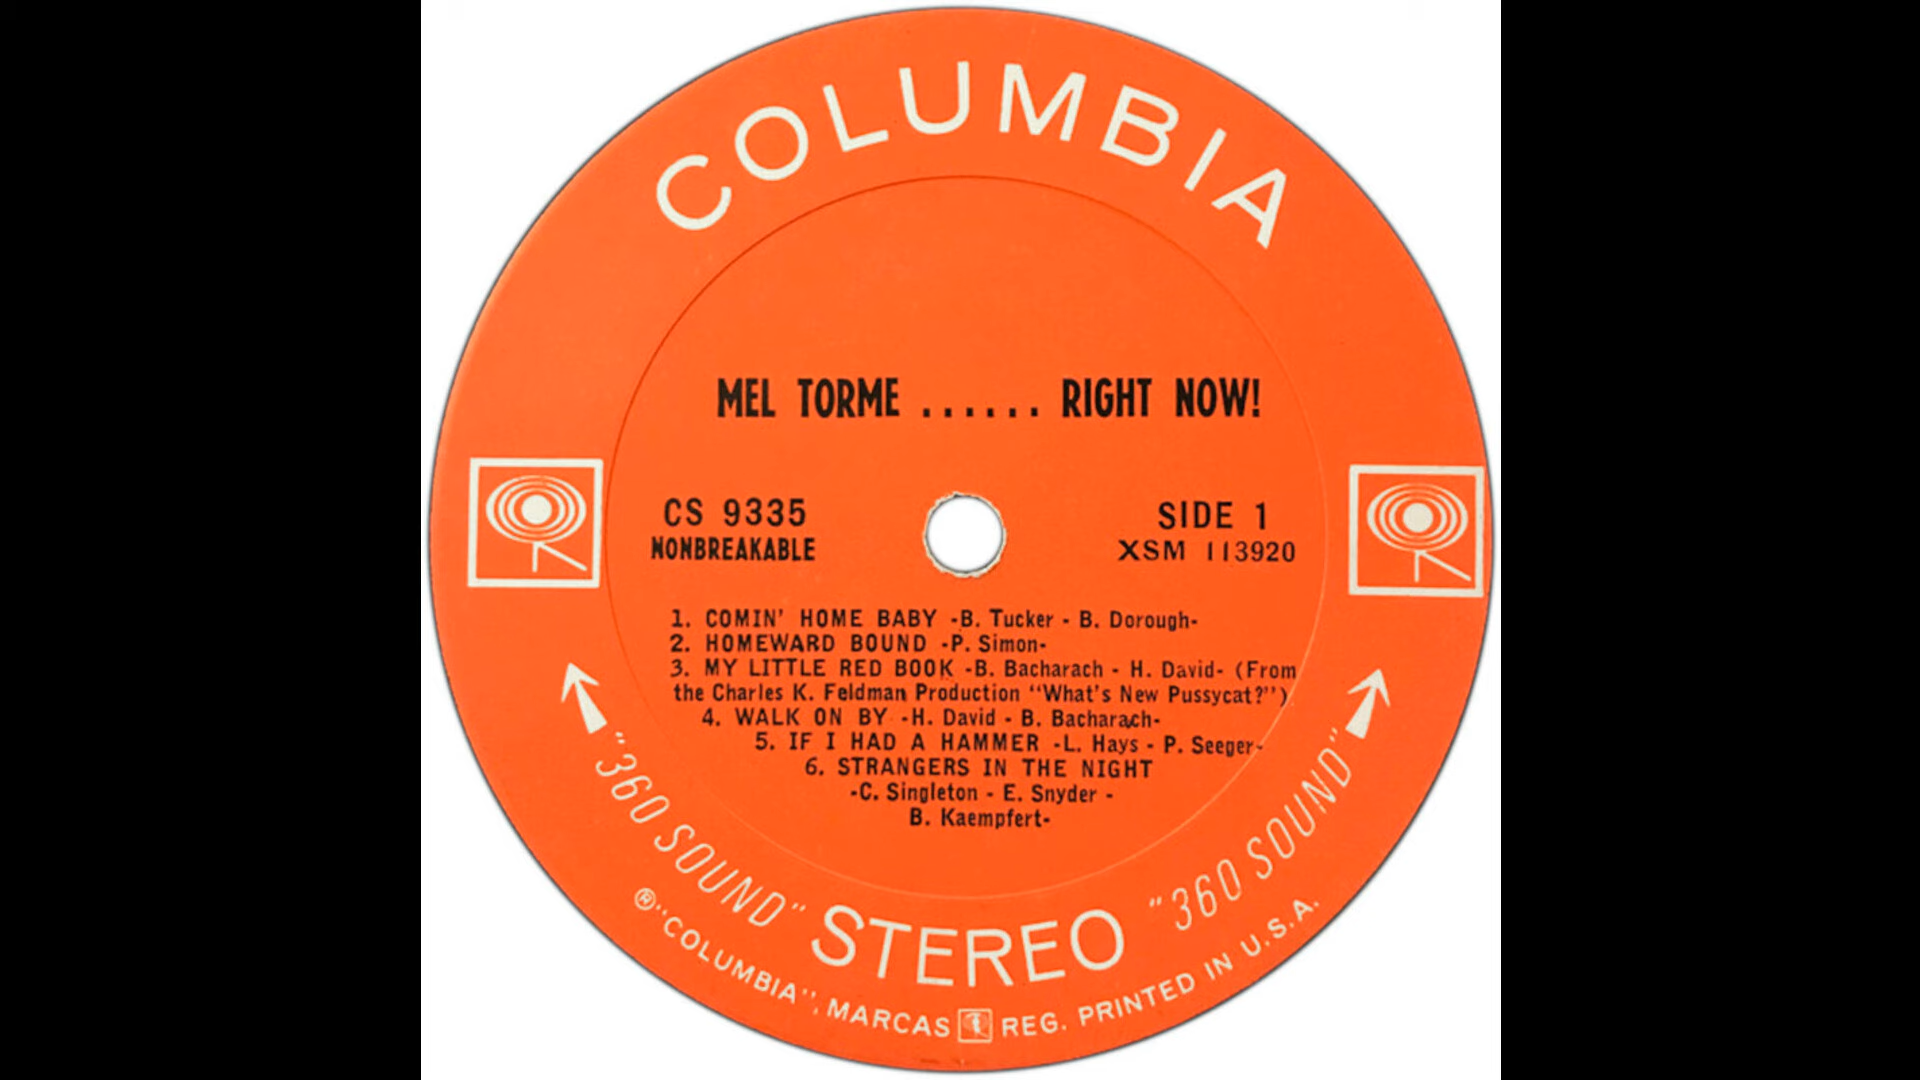 COLUMBIA
MEL TORME ...... RIGHT NOW!
CS 9335
NONBREAKABLE
SIDE 1
XSM 113920
1. COMIN' HOME BABY -B. Tucker - B. Dorough-
2. HOMEWARD BOUND -P. Simon-
3. MY LITTLE RED BOOK -B. Bacharach - H. David- (From
the Charles K. Feldman Production "What's New Pussycat?")
4. WALK ON BY -H. David - B. Bacharach-
5. IF I HAD A HAMMER -L. Hays - P. Seeger-
6. STRANGERS IN THE NIGHT
-C. Singleton - E. Snyder -
B. Kaempfert-
"360 SOUND" STEREO "360 SOUND"
®"COLUMBIA", MARCAS REG. PRINTED IN U.S.A.